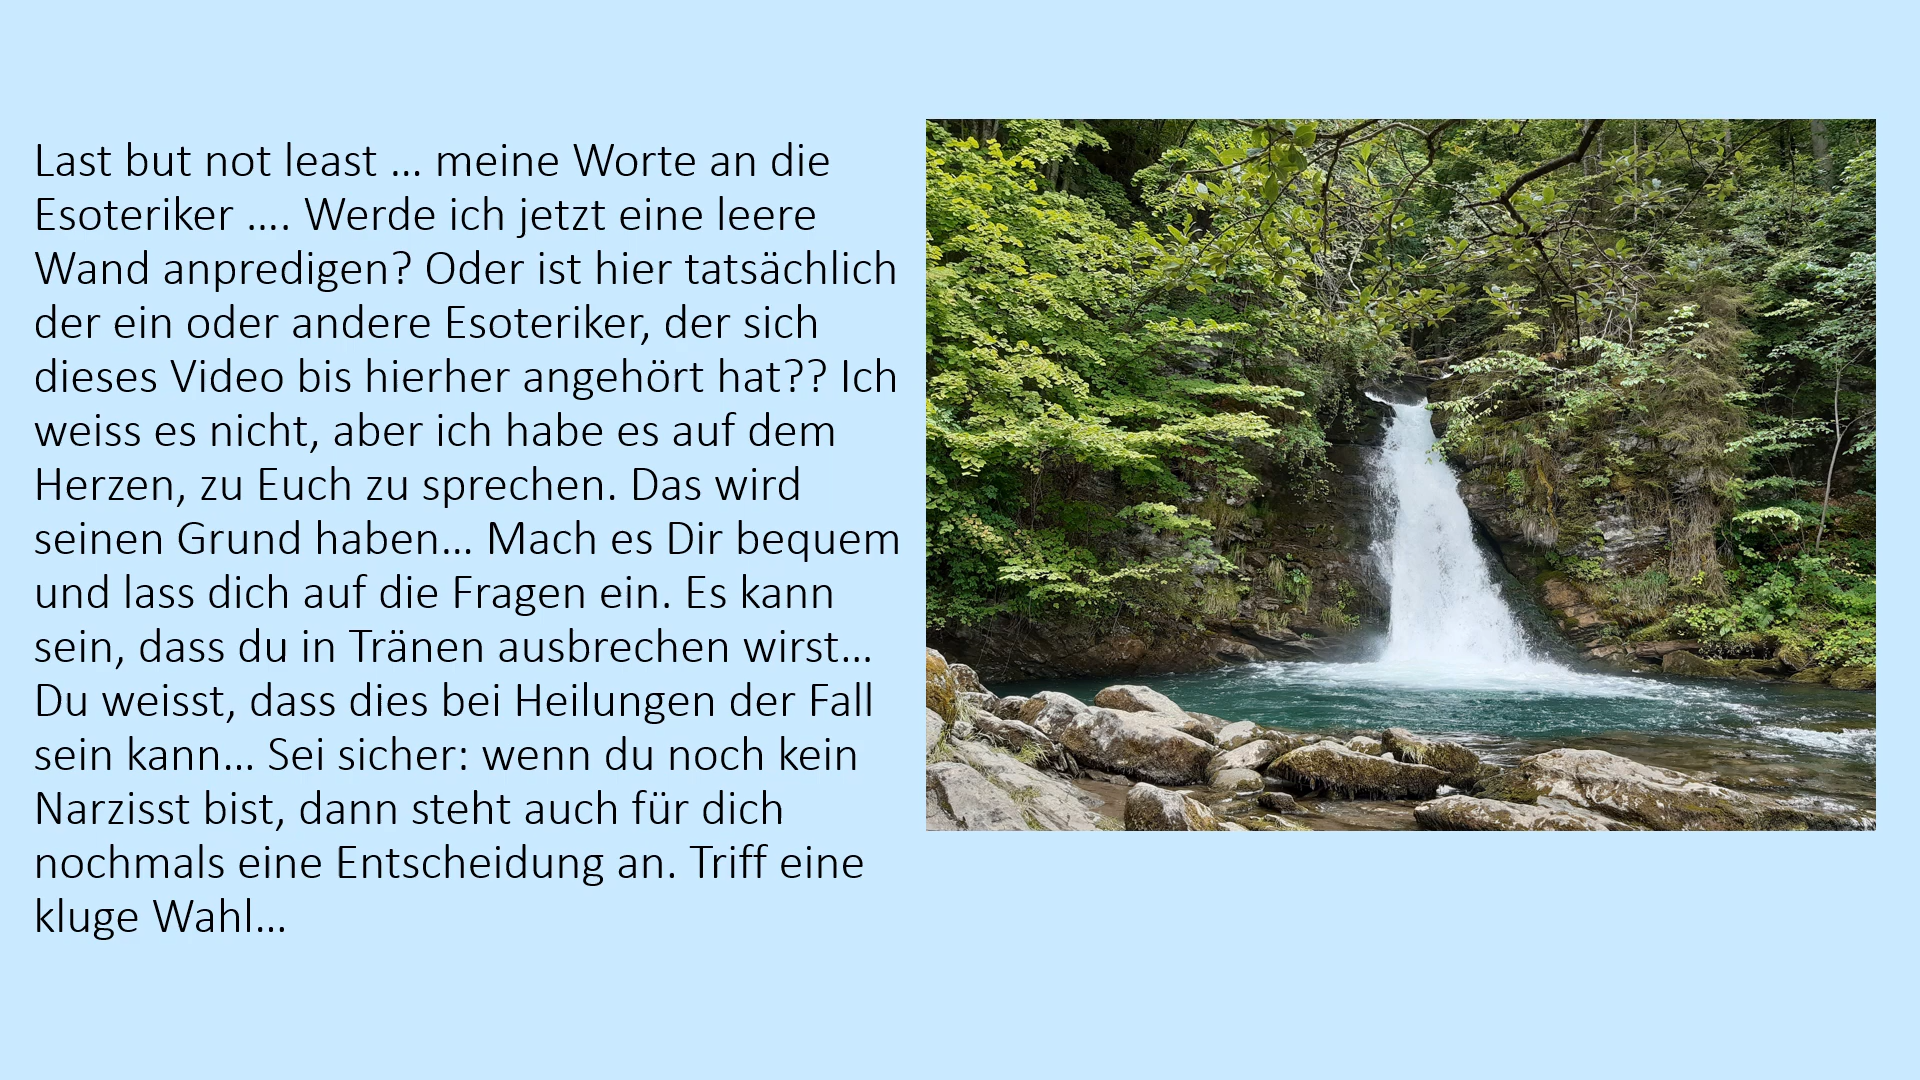 Last but not least ... meine Worte an die
Esoteriker .... Werde ich jetzt eine leere
Wand anpredigen? Oder ist hier tatsächlich
der ein oder andere Esoteriker, der sich
dieses Video bis hierher angehört hat?? Ich
weiss es nicht, aber ich habe es auf dem
Herzen, zu Euch zu sprechen. Das wird
seinen Grund haben... Mach es Dir bequem
und lass dich auf die Fragen ein. Es kann
sein, dass du in Tränen ausbrechen wirst...
Du weisst, dass dies bei Heilungen der Fall
sein kann... Sei sicher: wenn du noch kein
Narzisst bist, dann steht auch für dich
nochmals eine Entscheidung an. Triff eine
kluge Wahl...